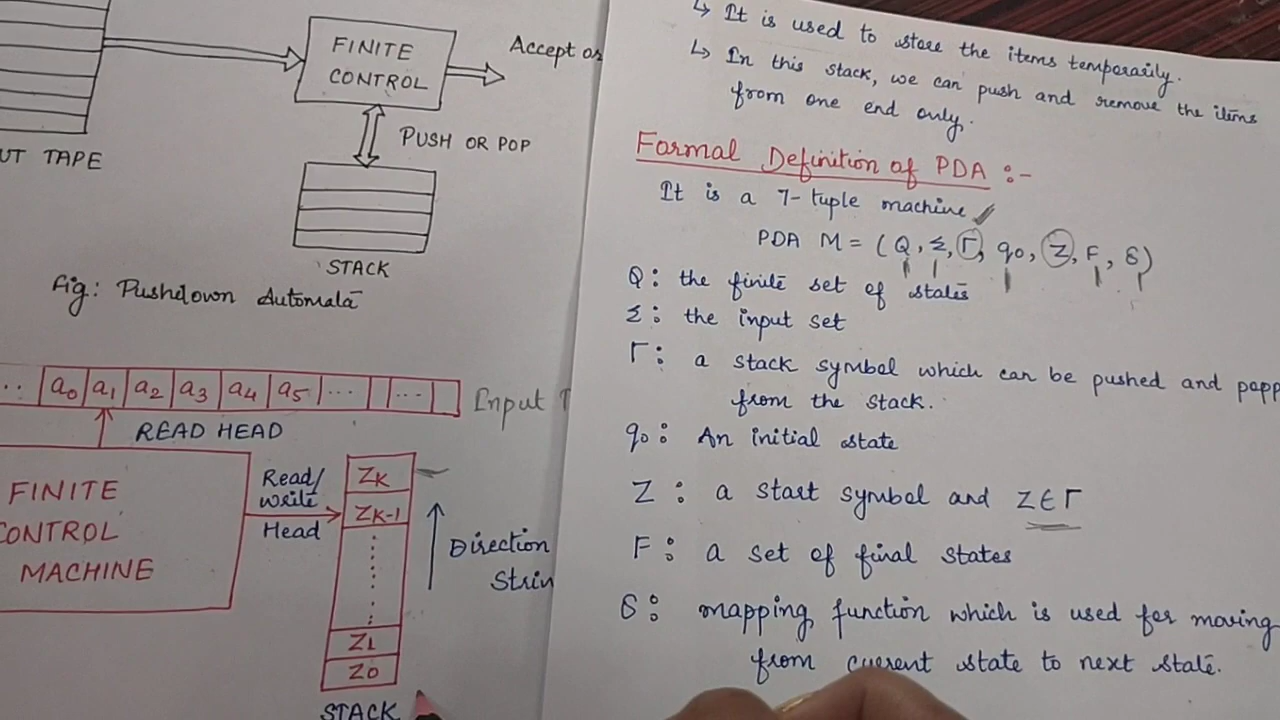 FINITE
CONTROL
Accept or
PUSH OR POP
UT TAPE
STACK
Fig: Pushdown Automata
.. a0 a1 a2 a3 a4 a5 ... ...
Input T
READ HEAD
FINITE
CONTROL
MACHINE
Read/
write
Head
ZK
ZK-1
Z1
Z0
Direction
Strin
STACK
↳ It is used to store the items temporarily.
↳ In this stack, we can push and remove the items
from one end only.
Formal Definition of PDA :-
It is a 7-tuple machine
PDA M = (Q, Σ, Γ, q0, Z, F, δ)
Q: the finite set of states
Σ: the input set
Γ: a stack symbol which can be pushed and popp
from the stack.
q0: An initial state
Z: a start symbol and Z∈Γ
F: a set of final states
δ: mapping function which is used for moving
from current state to next state.